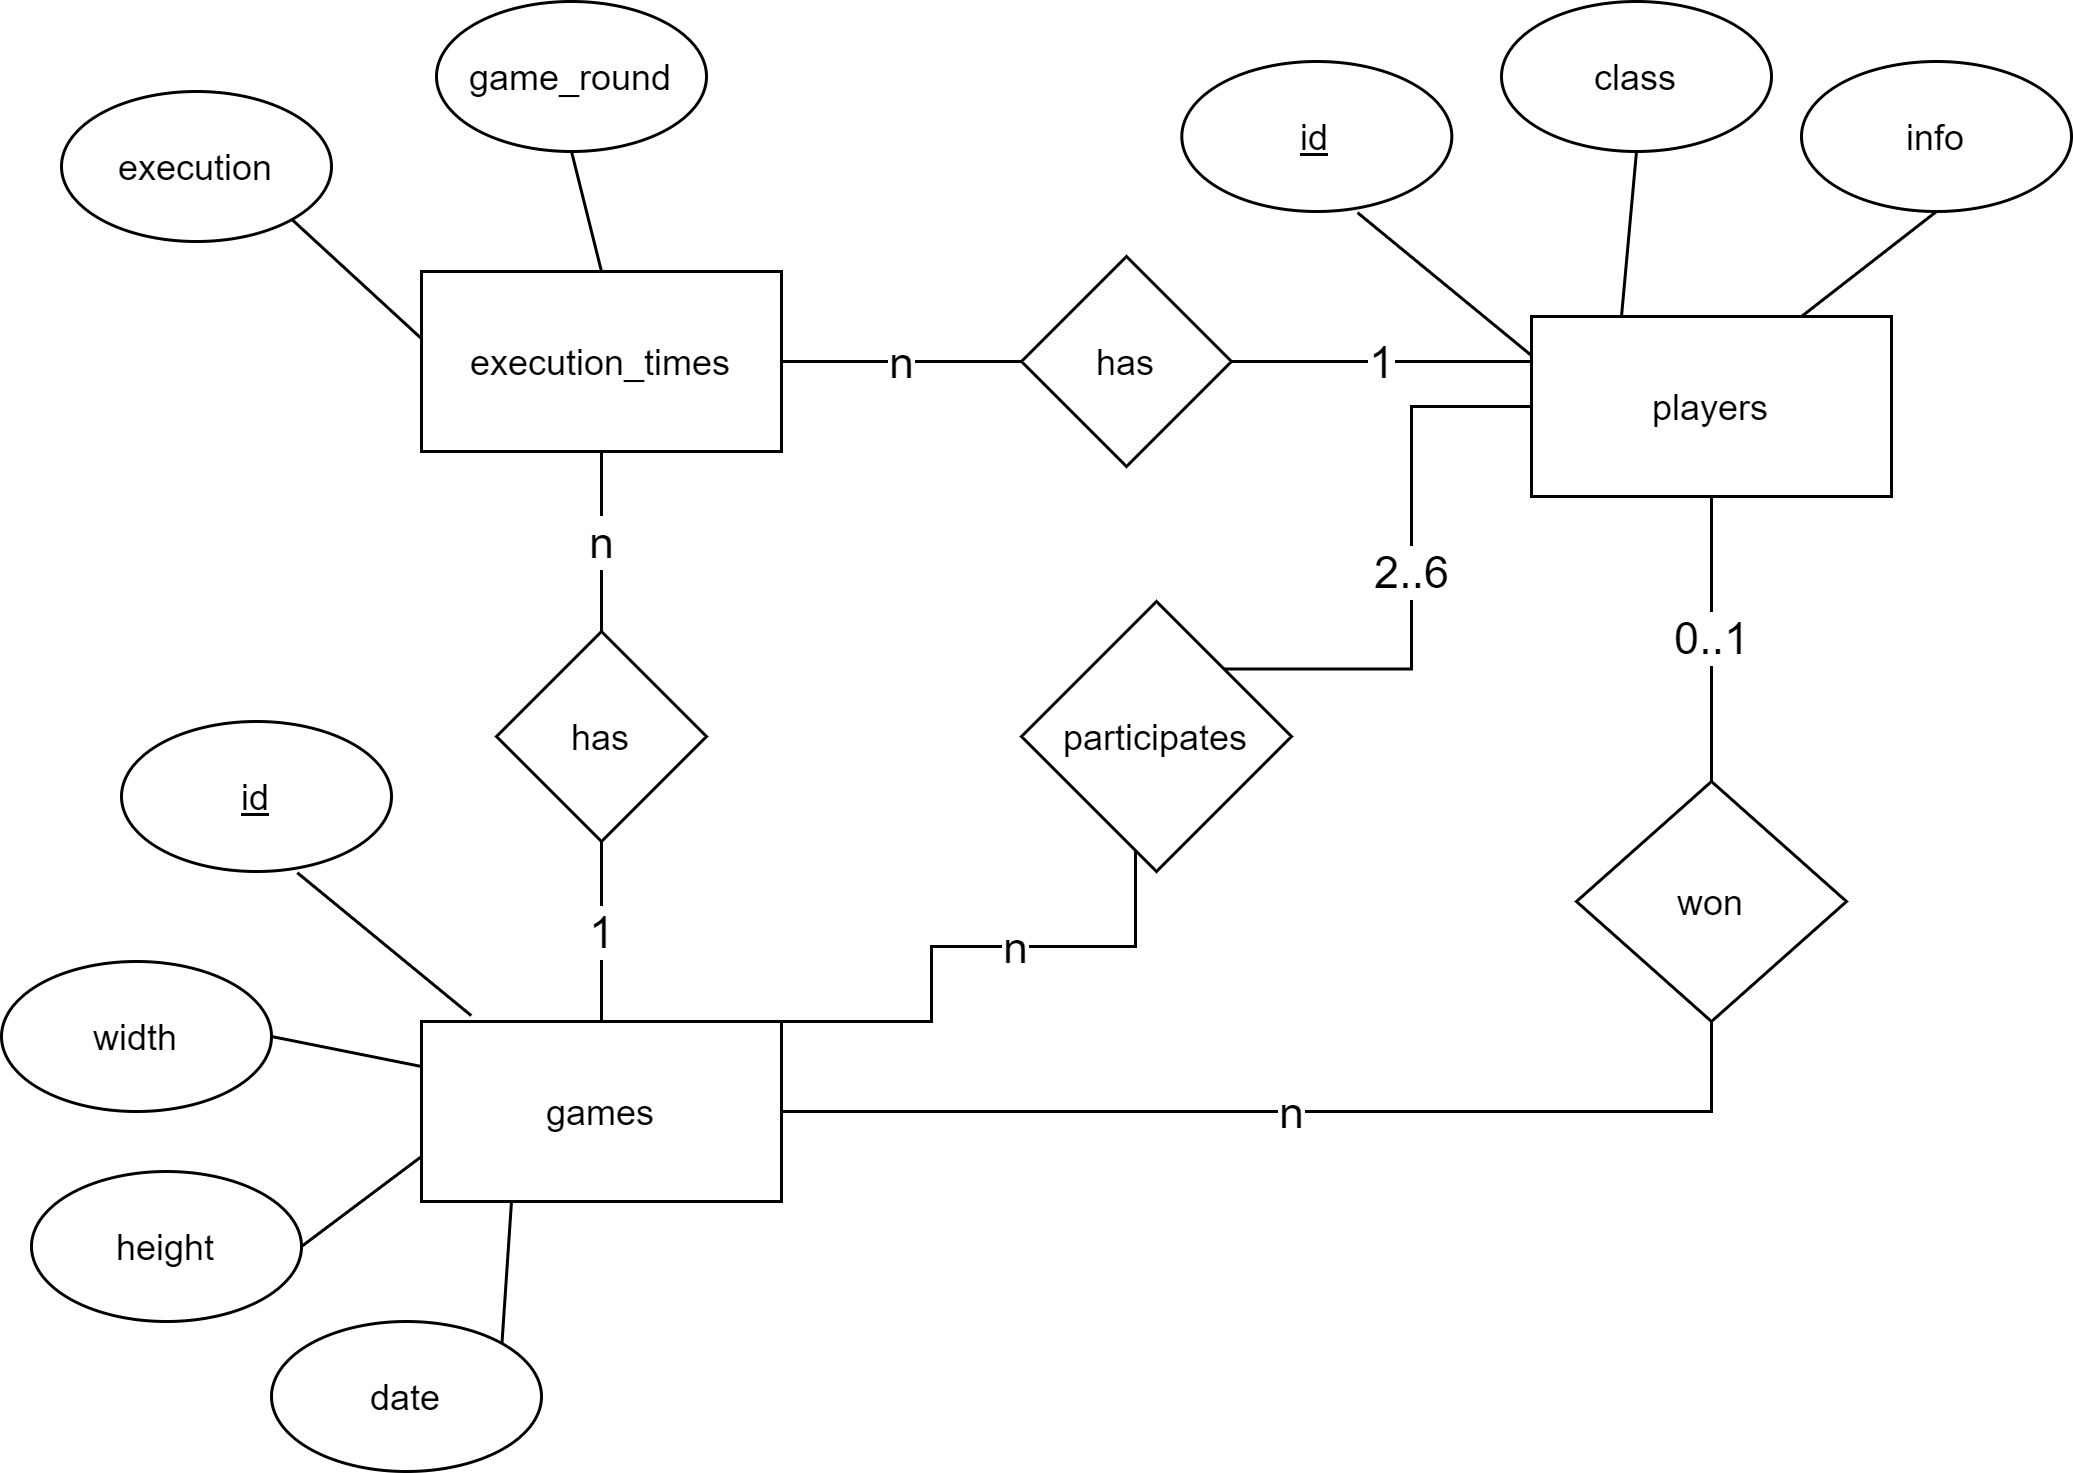 game_round
class
execution
id
info
execution_times
n
has
1
players
n
2..6
0..1
has
participates
id
won
1
n
width
games
n
height
date